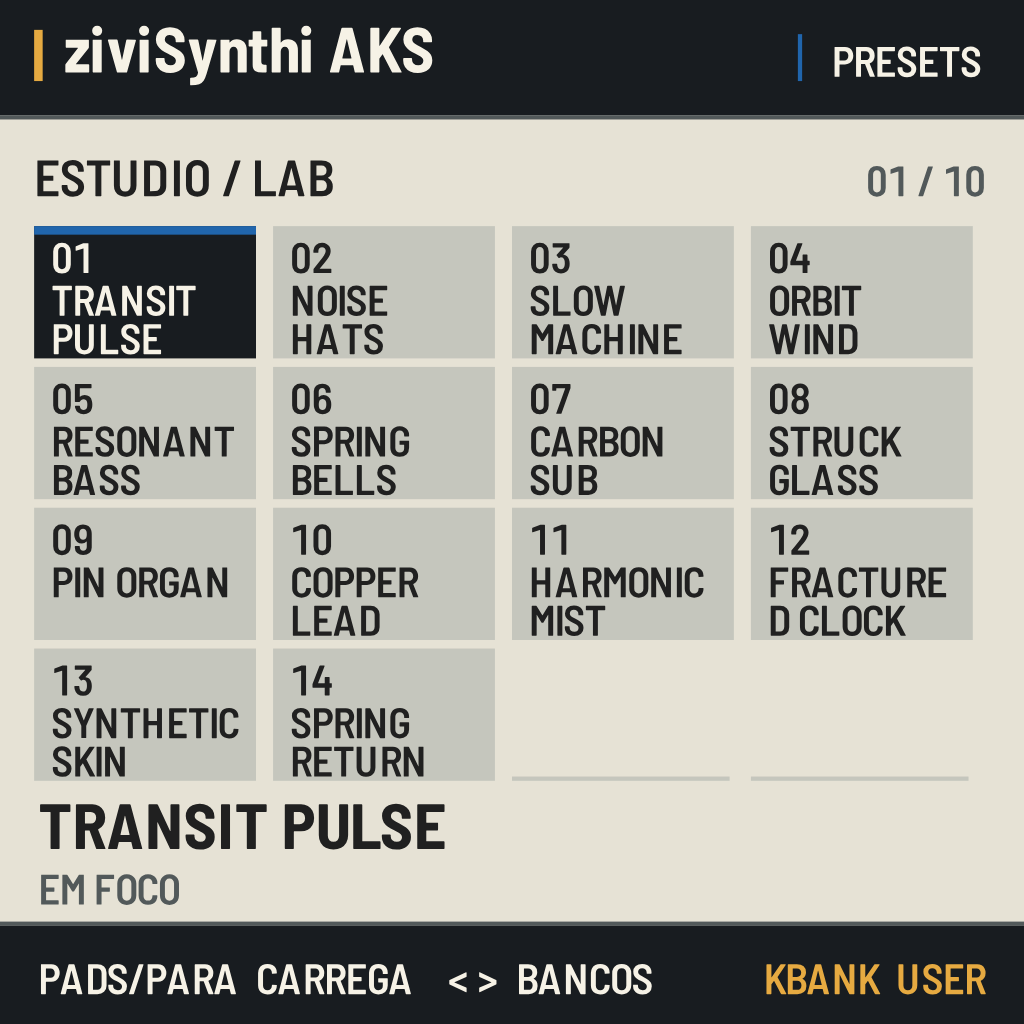 ziviSynthi AKS
PRESETS
ESTUDIO / LAB
01 / 10
01
TRANSIT
PULSE
02
NOISE
HATS
03
SLOW
MACHINE
04
ORBIT
WIND
05
RESONANT
BASS
06
SPRING
BELLS
07
CARBON
SUB
08
STRUCK
GLASS
09
PIN ORGAN
10
COPPER
LEAD
11
HARMONIC
MIST
12
FRACTURE
D CLOCK
13
SYNTHETIC
SKIN
14
SPRING
RETURN
TRANSIT PULSE
EM FOCO
PADS/PARA CARREGA <> BANCOS
KBANK USER